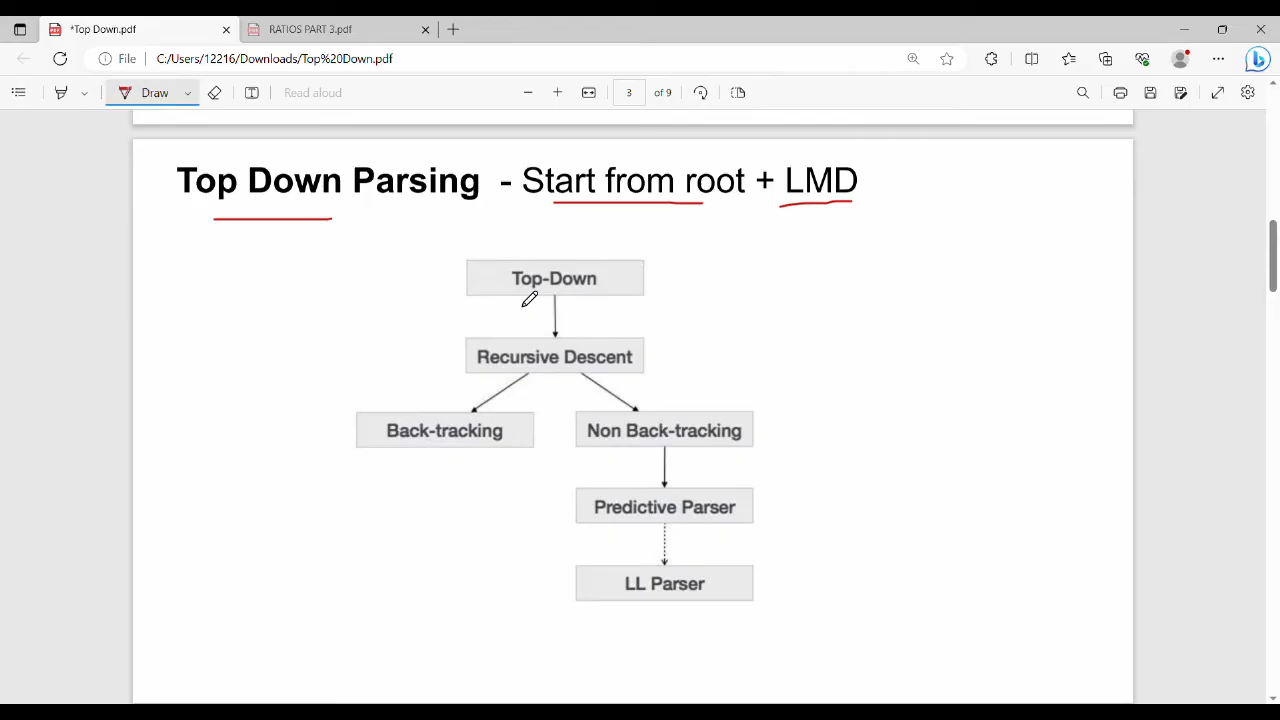 *Top Down.pdf
RATIOS PART 3.pdf
File
C:/Users/12216/Downloads/Top%20Down.pdf
Draw
Read aloud
3 of 9
Top Down Parsing - Start from root + LMD
Top-Down
Recursive Descent
Back-tracking
Non Back-tracking
Predictive Parser
LL Parser